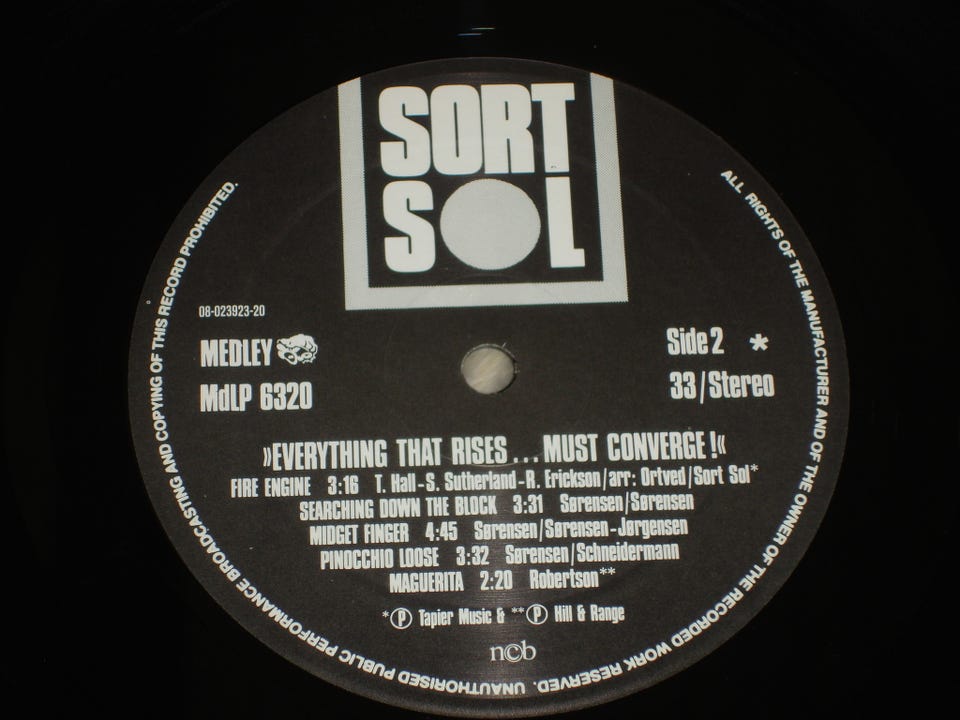 SORT
SOL
08-023923-20
MEDLEY
MdLP 6320
Side 2 *
33/Stereo
»EVERYTHING THAT RISES... MUST CONVERGE!«
FIRE ENGINE 3:16 T. Hall-S. Sutherland-R. Erickson/arr: Ortved/Sort Sol*
SEARCHING DOWN THE BLOCK 3:31 Sørensen/Sørensen
MIDGET FINGER 4:45 Sørensen/Sørensen-Jørgensen
PINOCCHIO LOOSE 3:32 Sørensen/Schneidermann
MAGUERITA 2:20 Robertson**
*Ⓟ Tapier Music & **Ⓟ Hill & Range
n©b
ALL RIGHTS OF THE MANUFACTURER AND OF THE OWNER OF THE RECORDED WORK RESERVED. UNAUTHORISED PUBLIC PERFORMANCE BROADCASTING AND COPYING OF THIS RECORD PROHIBITED.